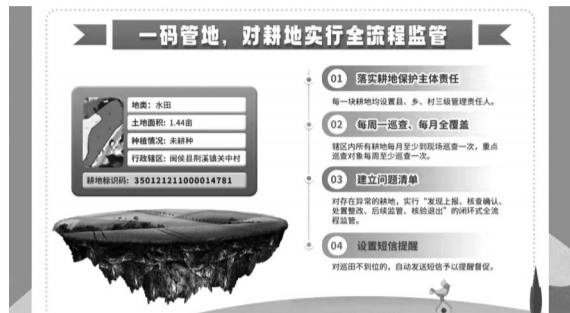 一码管地，对耕地实行全流程监管
地类：水田
土地面积：1.44亩
种植情况：未耕种
行政辖区：闽侯县荆溪镇关中村
耕地标识码：350121211000014781
01 落实耕地保护主体责任
每一块耕地均设置县、乡、村三级管理责任人。
02 每周一巡查、每月全覆盖
辖区内所有耕地每月至少到现场巡查一次，重点
巡查对象每周至少巡查一次。
03 建立问题清单
对存在异常的耕地，实行“发现上报、核查确认、
处置整改、后续监管、核验退出”的闭环式全流
程监管。
04 设置短信提醒
对巡田不到位的，自动发送短信予以提醒督促。